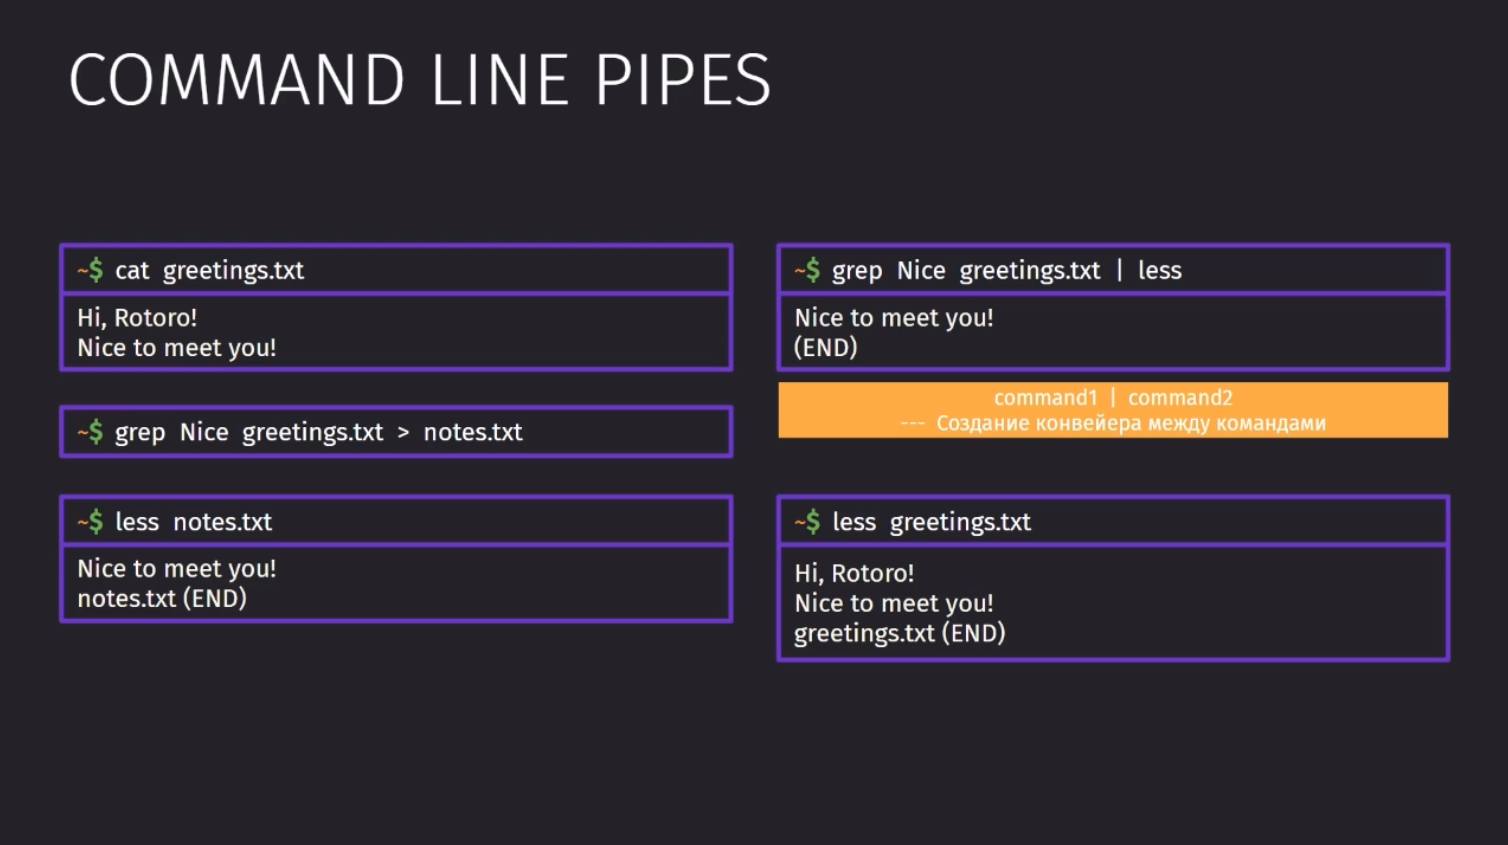 COMMAND LINE PIPES
~$ cat greetings.txt
Hi, Rotoro!
Nice to meet you!
~$ grep Nice greetings.txt > notes.txt
~$ less notes.txt
Nice to meet you!
notes.txt (END)
~$ grep Nice greetings.txt | less
Nice to meet you!
(END)
command1 | command2
--- Создание конвейера между командами
~$ less greetings.txt
Hi, Rotoro!
Nice to meet you!
greetings.txt (END)